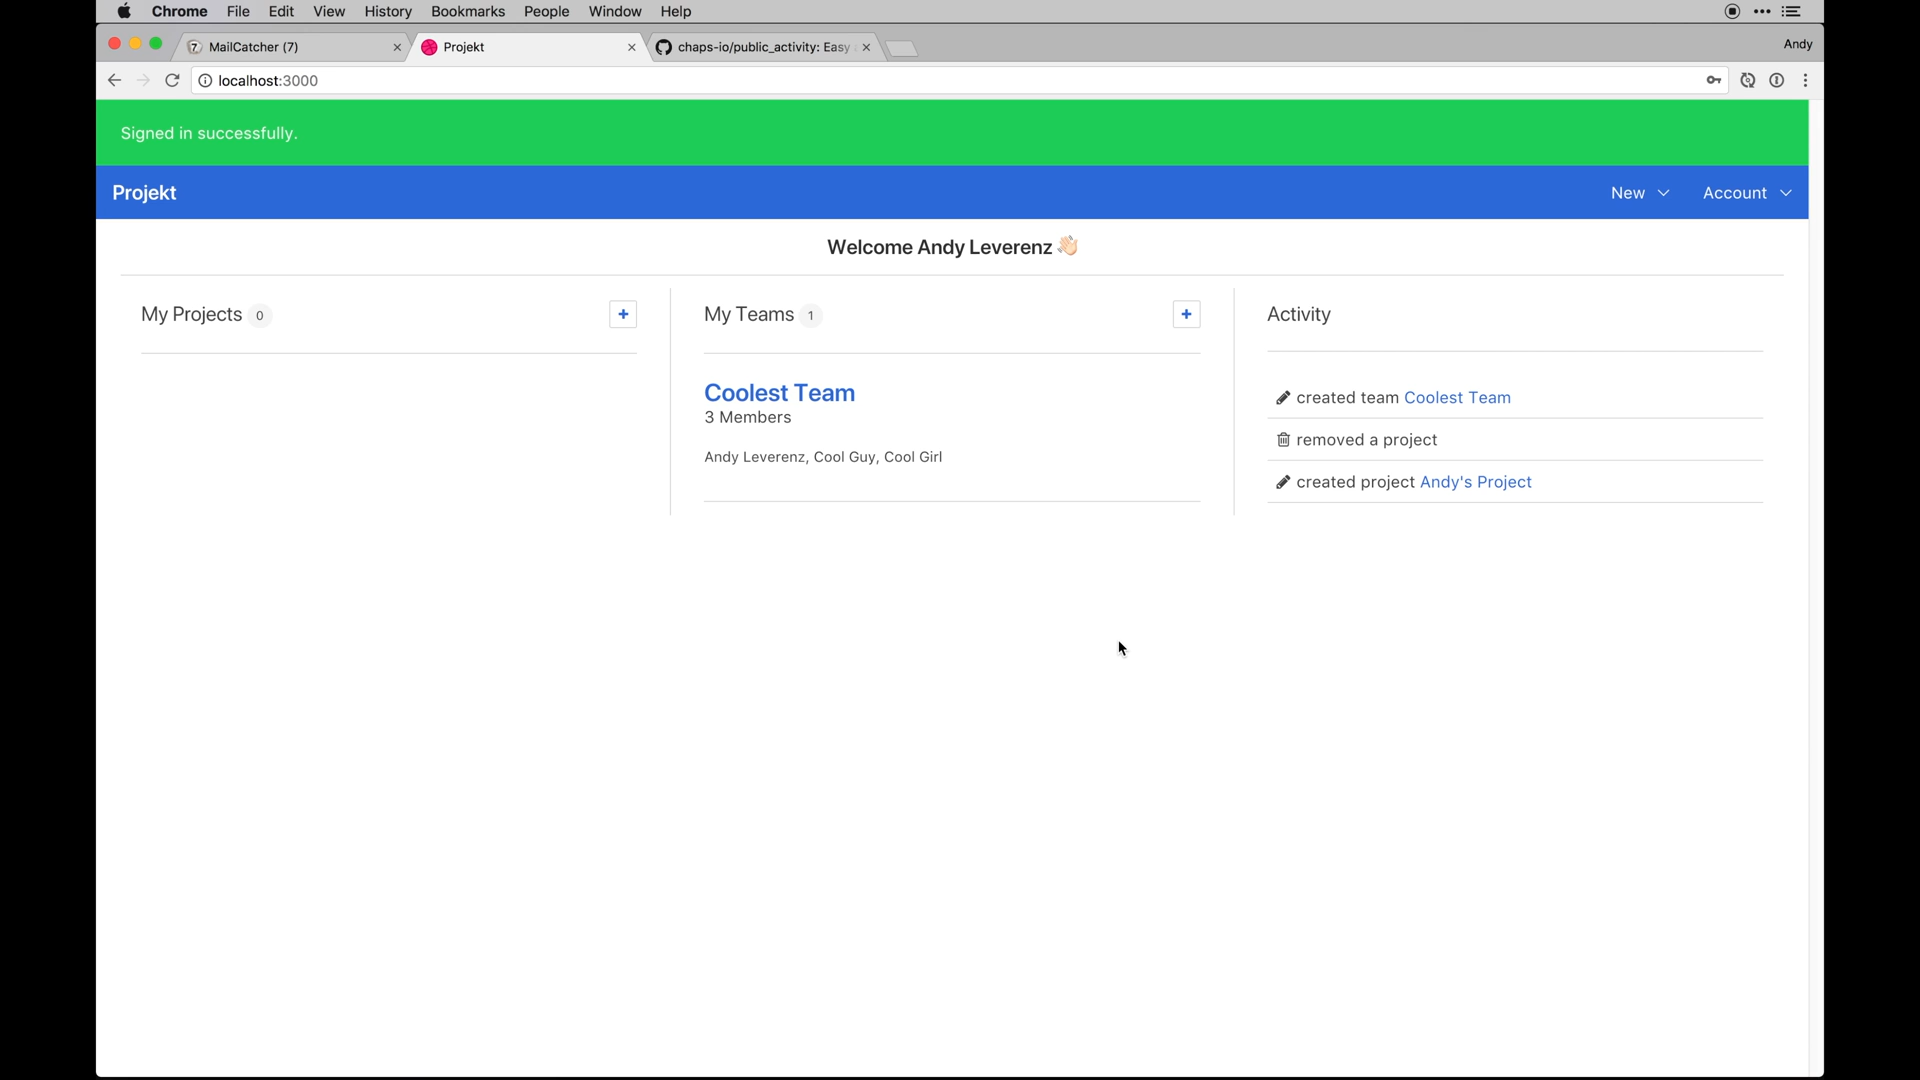 Chrome File Edit View History Bookmarks People Window Help
7 MailCatcher (7) Projekt chaps-io/public_activity: Easy Andy
localhost:3000
Signed in successfully.
Projekt New Account
Welcome Andy Leverenz 👋🏻
My Projects 0 + My Teams 1 + Activity
Coolest Team
3 Members
Andy Leverenz, Cool Guy, Cool Girl
created team Coolest Team
removed a project
created project Andy's Project